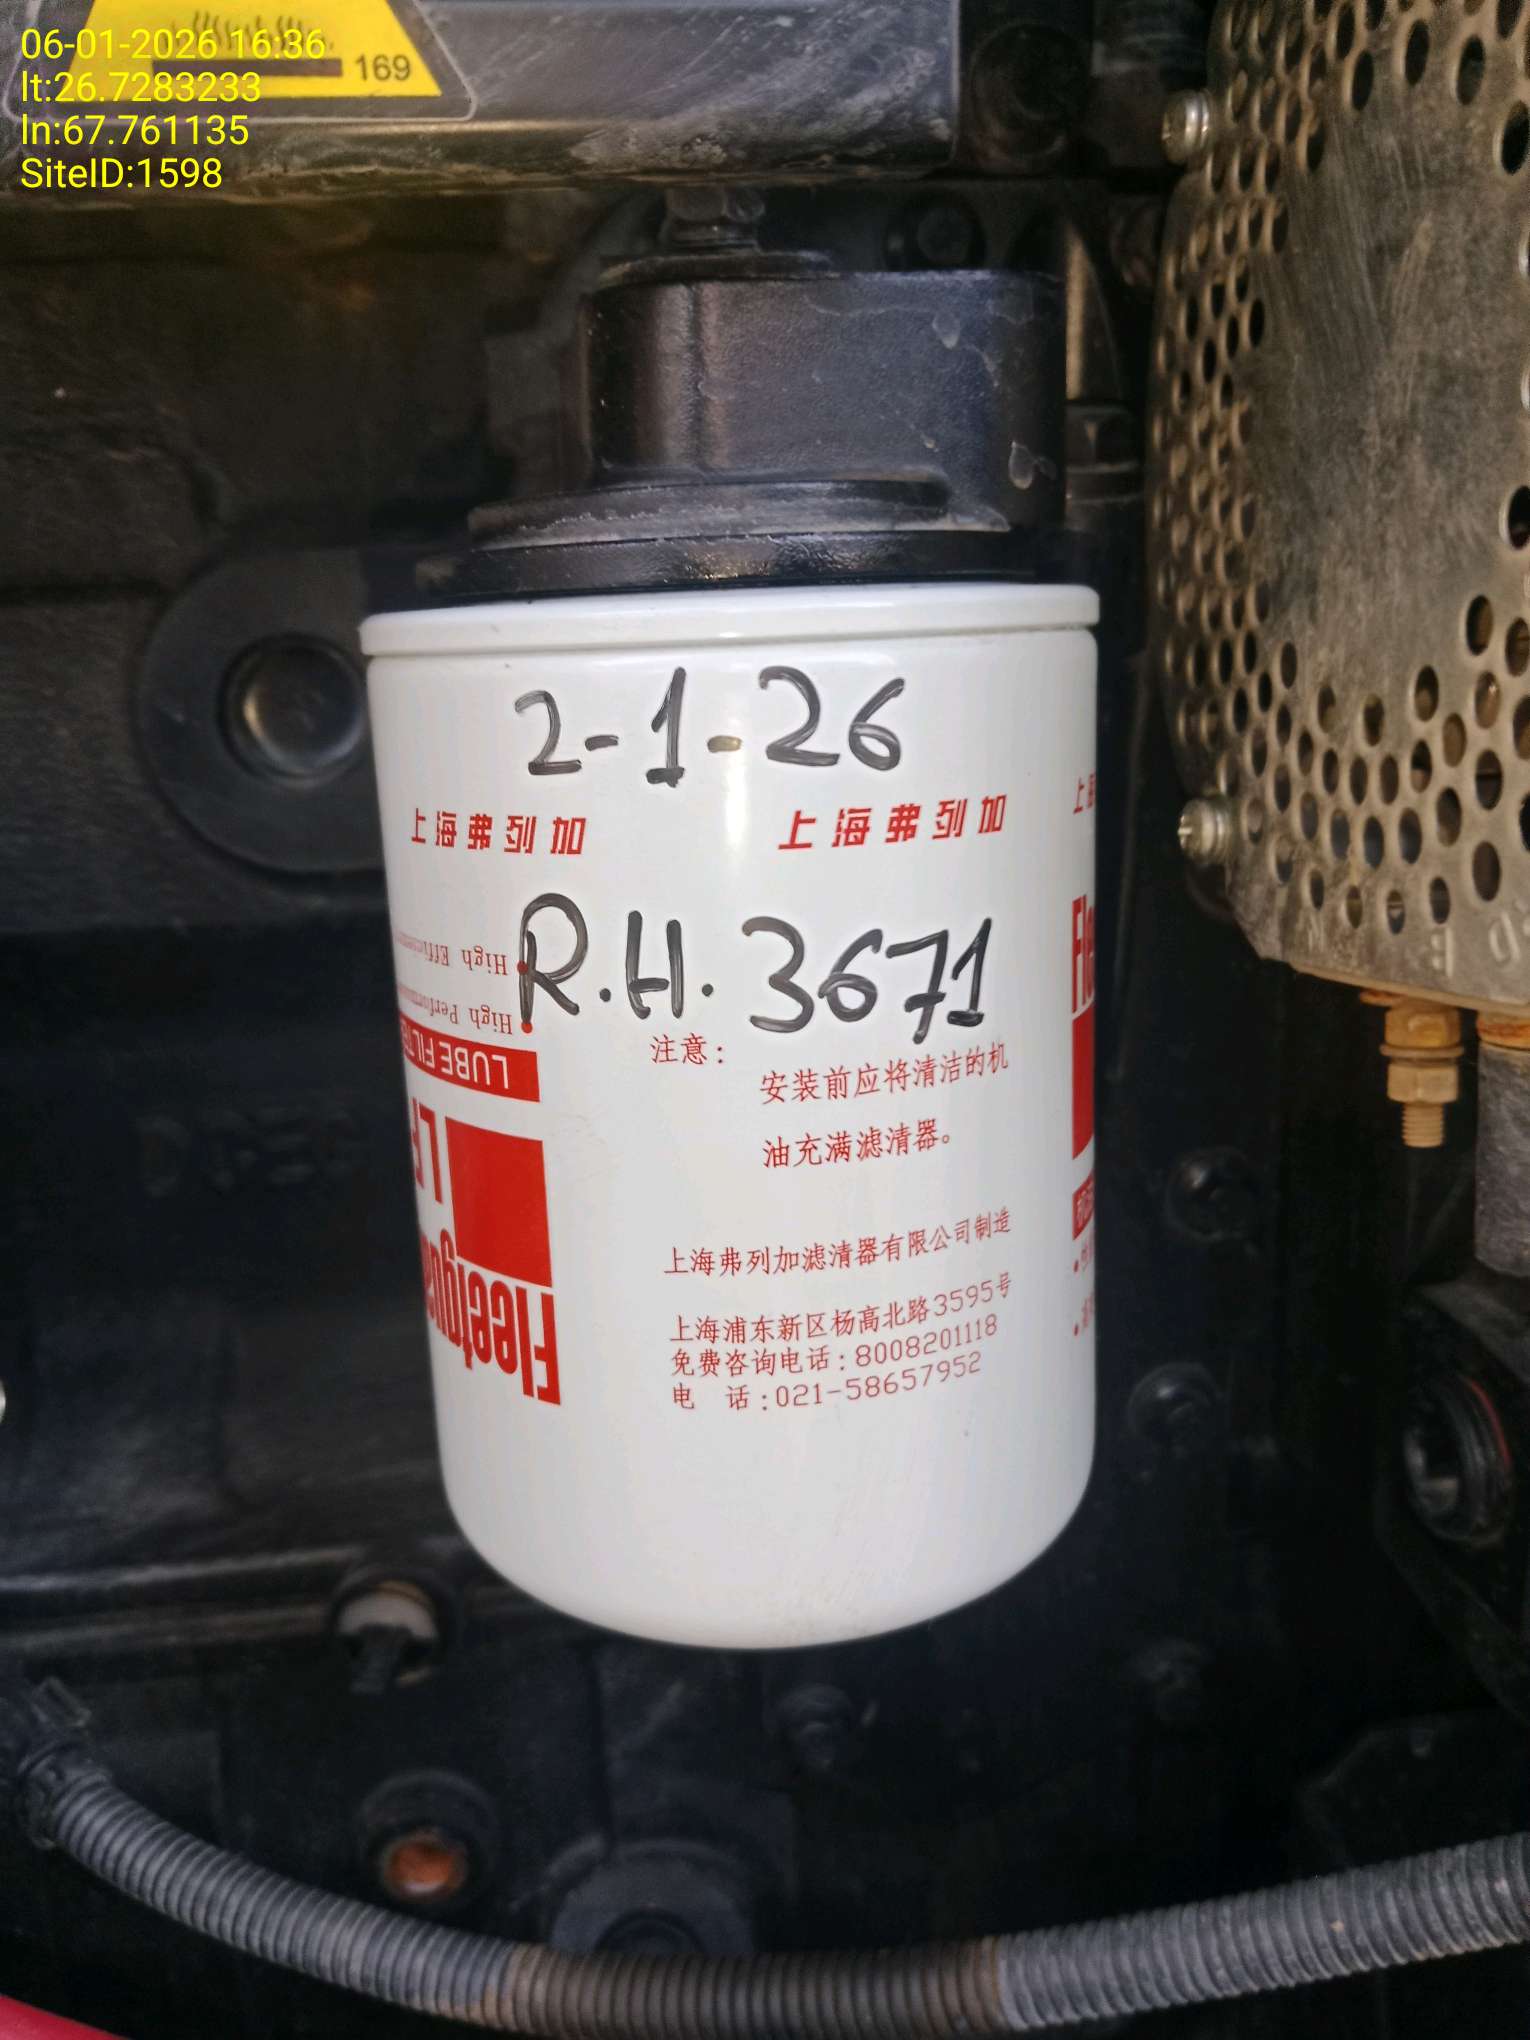 06-01-2026 16:36
lt:26.7283233
ln:67.761135
SiteID:1598
169
2-1-26
上海弗列加
上海弗列加
R.H. 3671
High
High
LUBE FILTE
注意：
安装前应将清洁的机
油充满滤清器。
上海弗列加滤清器有限公司制造
上海浦东新区杨高北路3595号
免费咨询电话：8008201118
电 话：021-58657952